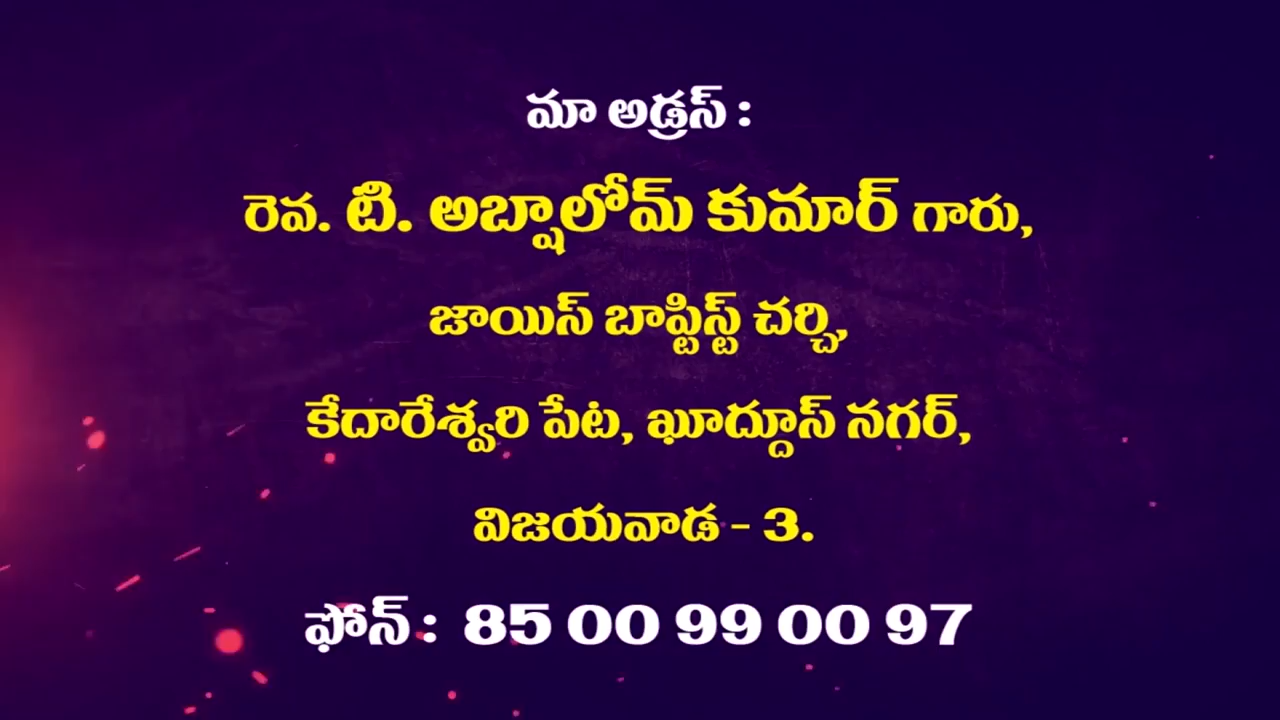 మా అడ్రస్ :
రెవ. టి. అబ్షాలోమ్ కుమార్ గారు,
జాయిస్ బాప్టిస్ట్ చర్చి,
కేదారేశ్వరి పేట, ఖూద్దూస్ నగర్,
విజయవాడ - 3.
ఫోన్ : 85 00 99 00 97